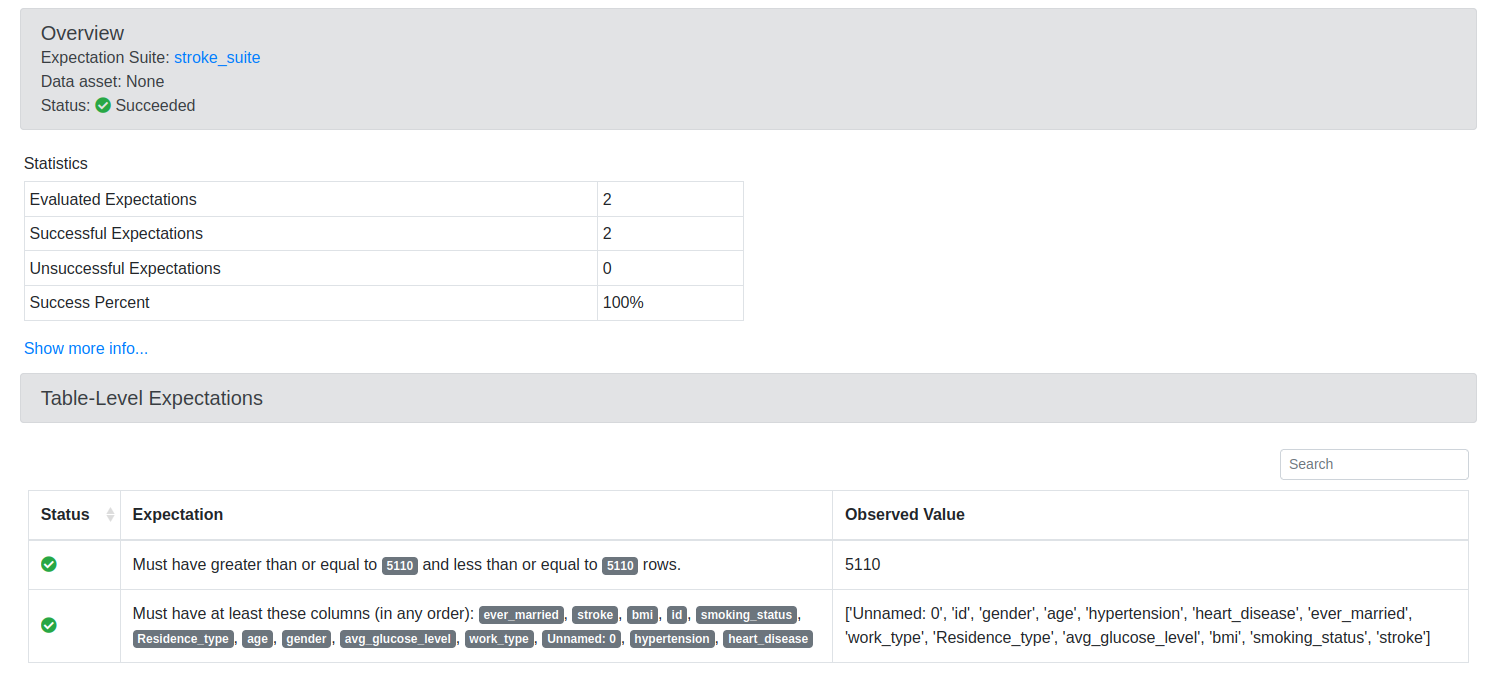 Overview
Expectation Suite: stroke_suite
Data asset: None
Status: Succeeded
Statistics
Evaluated Expectations 2
Successful Expectations 2
Unsuccessful Expectations 0
Success Percent 100%
Show more info...
Table-Level Expectations
Search
Status Expectation Observed Value
Must have greater than or equal to 5110 and less than or equal to 5110 rows. 5110
Must have at least these columns (in any order): ever_married, stroke, bmi, id, smoking_status,
Residence_type, age, gender, avg_glucose_level, work_type, Unnamed: 0, hypertension, heart_disease
['Unnamed: 0', 'id', 'gender', 'age', 'hypertension', 'heart_disease', 'ever_married',
'work_type', 'Residence_type', 'avg_glucose_level', 'bmi', 'smoking_status', 'stroke']